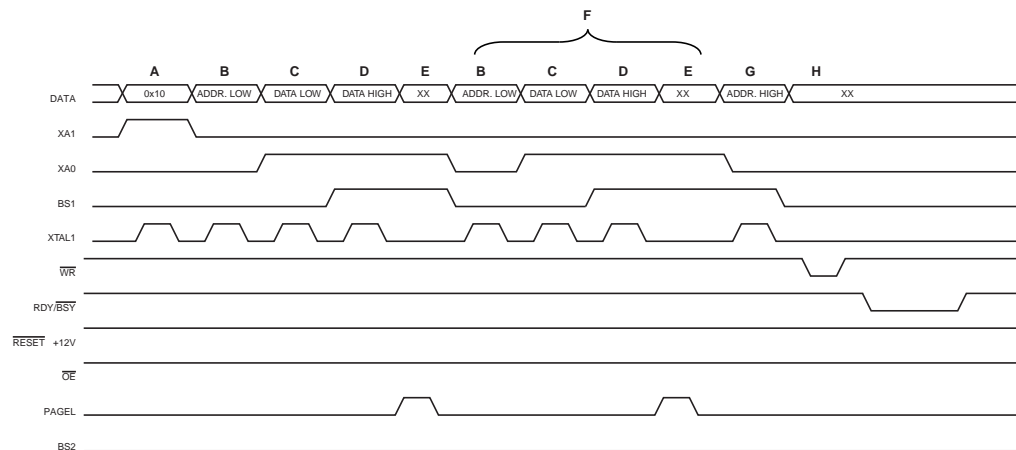 F
A B C D E B C D E G H
DATA 0x10 ADDR. LOW DATA LOW DATA HIGH XX ADDR. LOW DATA LOW DATA HIGH XX ADDR. HIGH XX
XA1
XA0
BS1
XTAL1
WR
RDY/BSY
RESET +12V
OE
PAGEL
BS2